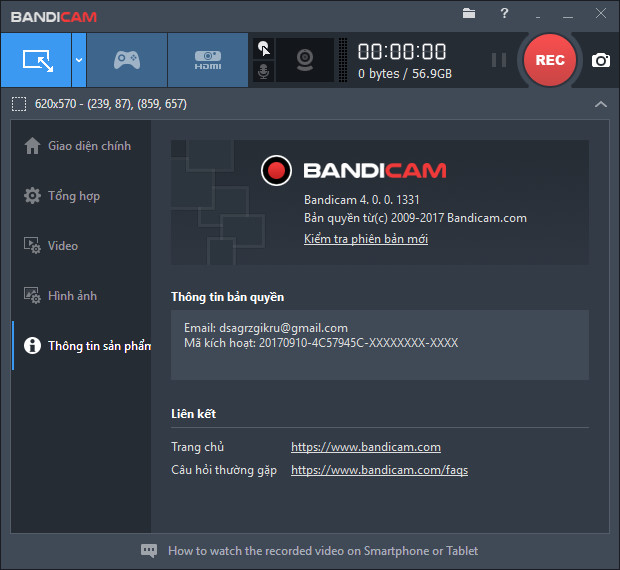 BANDICAM
?
HDMI
00:00:00
0 bytes / 56.9GB
REC
620x570 - (239, 87), (859, 657)
Giao diện chính
Tổng hợp
Video
Hình ảnh
Thông tin sản phẩm
BANDICAM
Bandicam 4. 0. 0. 1331
Bản quyền từ(c) 2009-2017 Bandicam.com
Kiểm tra phiên bản mới
Thông tin bản quyền
Email: dsagrzgikru@gmail.com
Mã kích hoạt: 20170910-4C57945C-XXXXXXXX-XXXX
Liên kết
Trang chủ https://www.bandicam.com
Câu hỏi thường gặp https://www.bandicam.com/faqs
How to watch the recorded video on Smartphone or Tablet